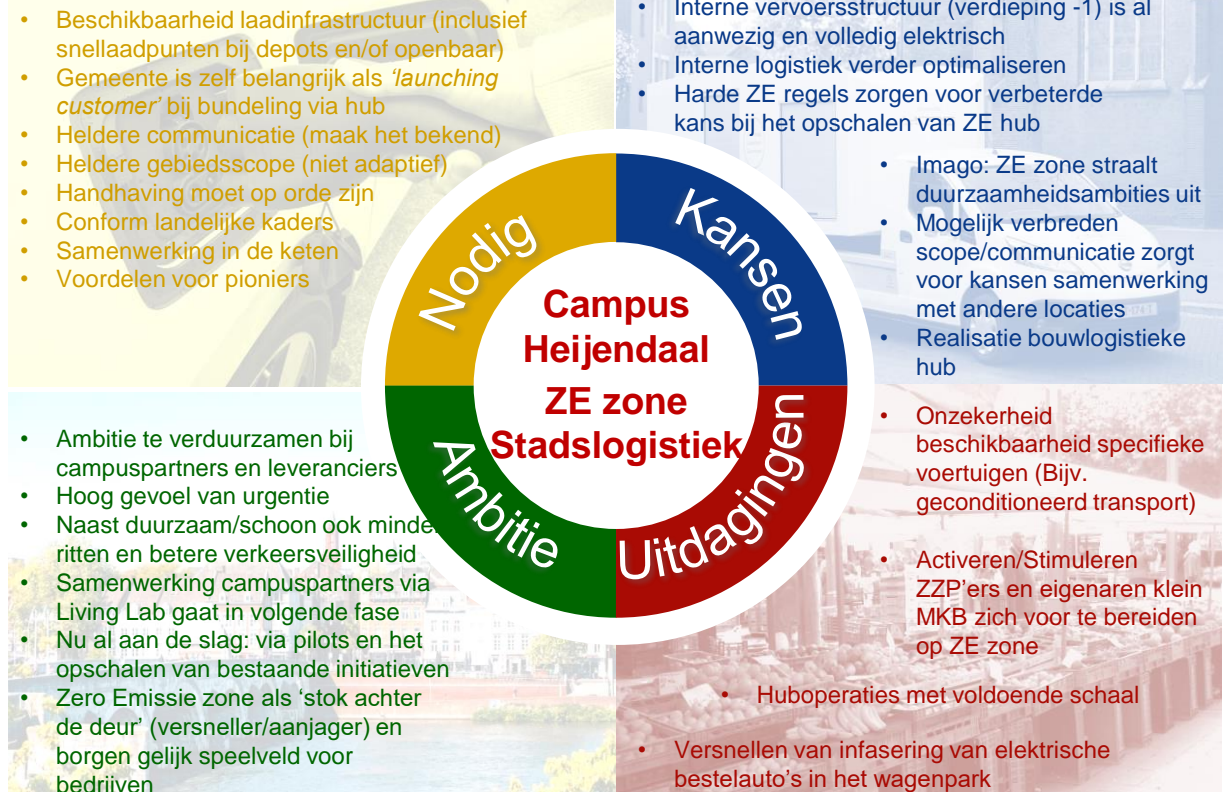 • Beschikbaarheid laadinfrastructuur (inclusief
snellaadpunten bij depots en/of openbaar)
• Gemeente is zelf belangrijk als ‘launching
customer’ bij bundeling via hub
• Heldere communicatie (maak het bekend)
• Heldere gebiedsscope (niet adaptief)
• Handhaving moet op orde zijn
• Conform landelijke kaders
• Samenwerking in de keten
• Voordelen voor pioniers
• Interne vervoersstructuur (verdieping -1) is al
aanwezig en volledig elektrisch
• Interne logistiek verder optimaliseren
• Harde ZE regels zorgen voor verbeterde
kans bij het opschalen van ZE hub
• Imago: ZE zone straalt
duurzaamheidsambities uit
• Mogelijk verbreden
scope/communicatie zorgt
voor kansen samenwerking
met andere locaties
• Realisatie bouwlogistieke
hub
Nodig
Kansen
Campus
Heijendaal
ZE zone
Stadslogistiek
Ambitie
Uitdagingen
• Ambitie te verduurzamen bij
campuspartners en leveranciers
• Hoog gevoel van urgentie
• Naast duurzaam/schoon ook minde
ritten en betere verkeersveiligheid
• Samenwerking campuspartners via
Living Lab gaat in volgende fase
• Nu al aan de slag: via pilots en het
opschalen van bestaande initiatieven
• Zero Emissie zone als ‘stok achter
de deur’ (versneller/aanjager) en
borgen gelijk speelveld voor
bedrijven
• Onzekerheid
beschikbaarheid specifieke
voertuigen (Bijv.
geconditioneerd transport)
• Activeren/Stimuleren
ZZP’ers en eigenaren klein
MKB zich voor te bereiden
op ZE zone
• Huboperaties met voldoende schaal
• Versnellen van infasering van elektrische
bestelauto’s in het wagenpark